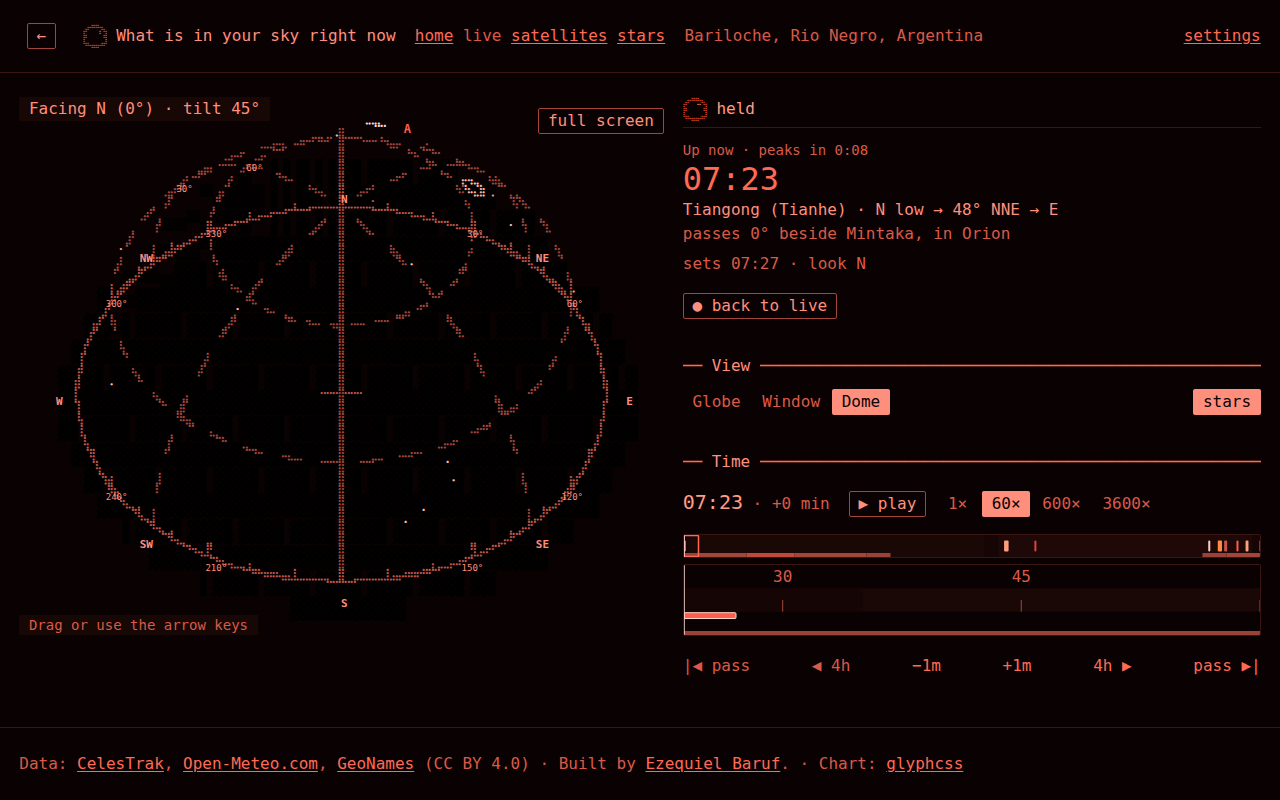 ←
What is in your sky right now
home live satellites stars
Bariloche, Rio Negro, Argentina
settings
Facing N (0°) · tilt 45°
full screen
A
60°
30°
N
330°
30°
NW
NE
300°
60°
W
E
240°
120°
SW
SE
210°
150°
S
Drag or use the arrow keys
held
Up now · peaks in 0:08
07:23
Tiangong (Tianhe) · N low → 48° NNE → E
passes 0° beside Mintaka, in Orion
sets 07:27 · look N
● back to live
View
Globe Window Dome stars
Time
07:23 · +0 min ▶ play 1× 60× 600× 3600×
30 45
|◀ pass ◀ 4h −1m +1m 4h ▶ pass ▶|
Data: CelesTrak, Open-Meteo.com, GeoNames (CC BY 4.0) · Built by Ezequiel Baruf. · Chart: glyphcss